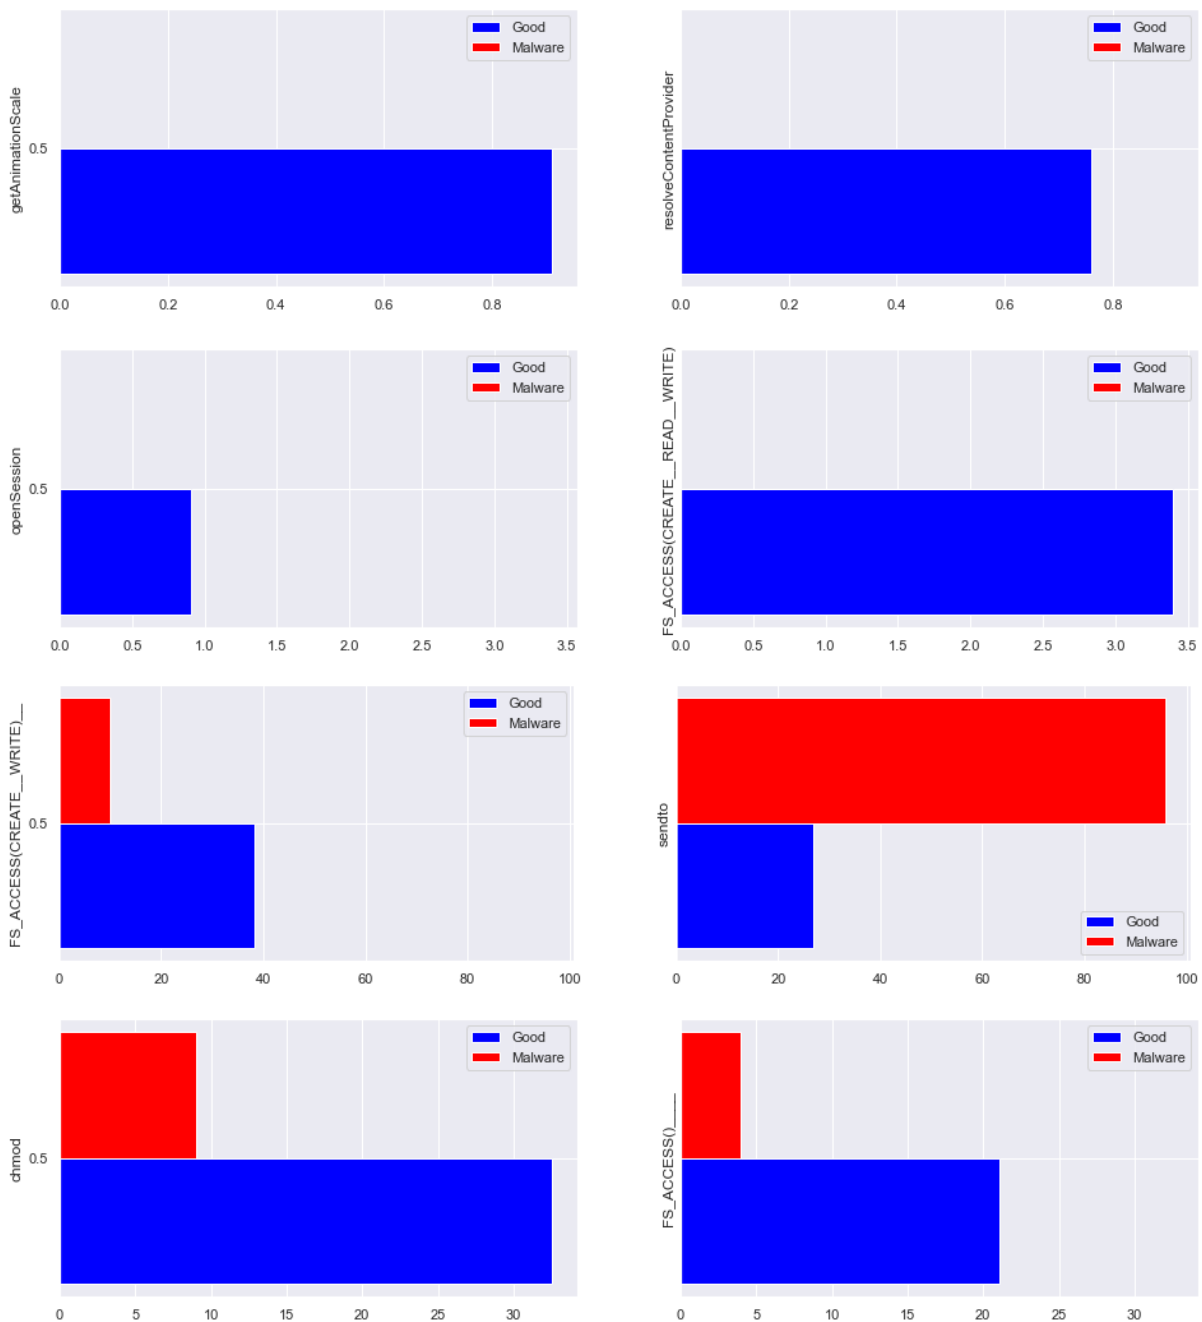 Good
Malware
getAnimationScale
0.5
0.0 0.2 0.4 0.6 0.8
Good
Malware
resolveContentProvider
0.0 0.2 0.4 0.6 0.8
Good
Malware
openSession
0.5
0.0 0.5 1.0 1.5 2.0 2.5 3.0 3.5
Good
Malware
FS_ACCESS(CREATE__READ__WRITE)
0.0 0.5 1.0 1.5 2.0 2.5 3.0 3.5
Good
Malware
FS_ACCESS(CREATE__WRITE)__
0.5
0 20 40 60 80 100
sendto
Good
Malware
0 20 40 60 80 100
Good
Malware
chmod
0.5
0 5 10 15 20 25 30
Good
Malware
FS_ACCESS()____
0 5 10 15 20 25 30